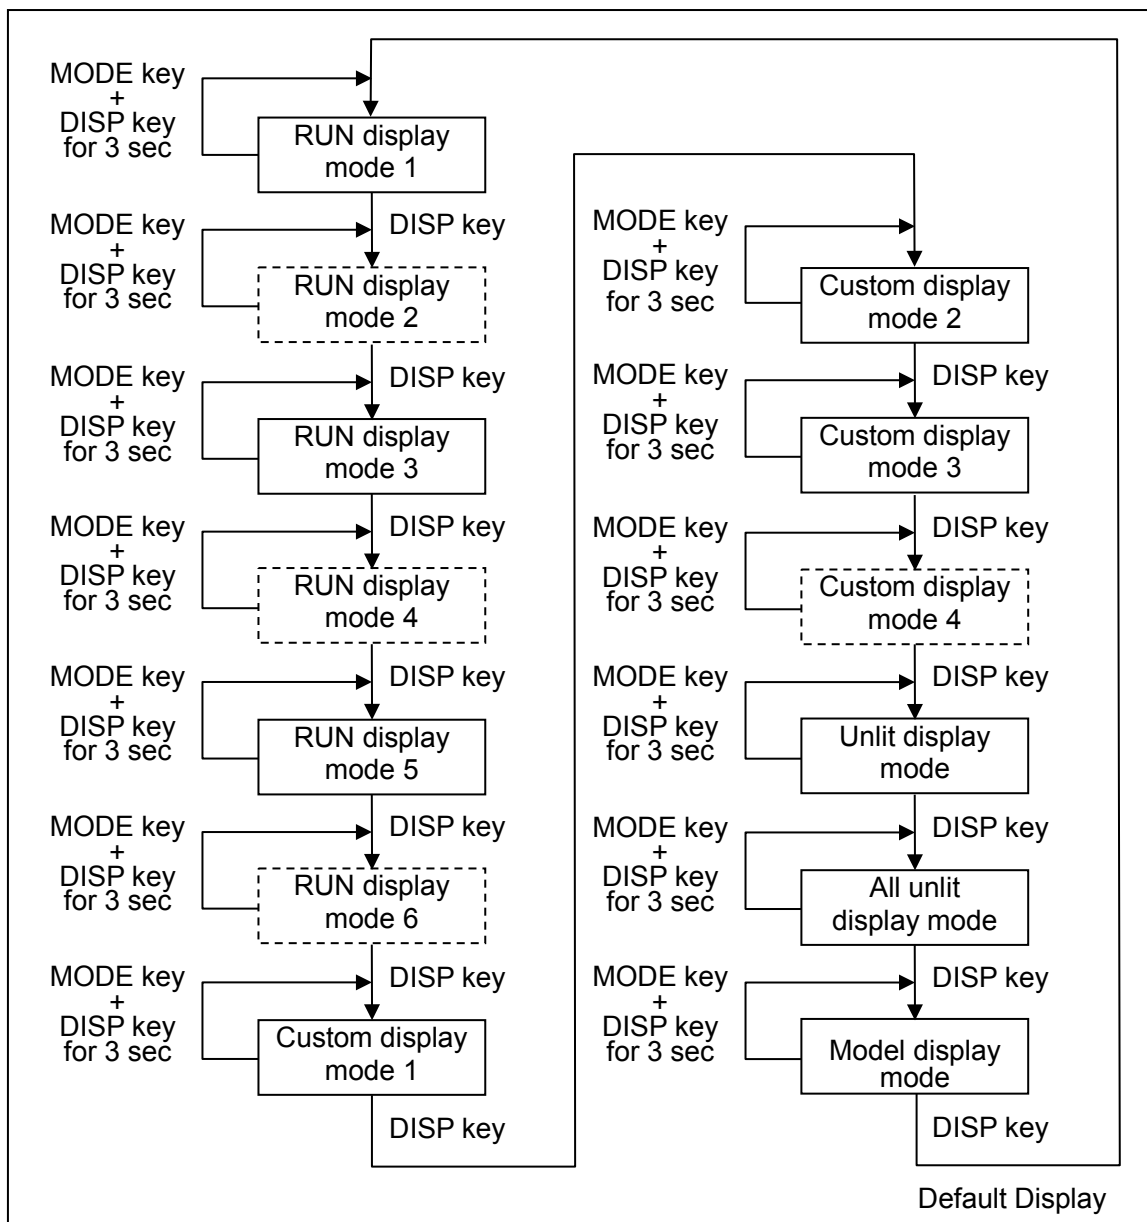 MODE key
+
DISP key
for 3 sec
RUN display
mode 1
DISP key
MODE key
+
DISP key
for 3 sec
RUN display
mode 2
DISP key
MODE key
+
DISP key
for 3 sec
RUN display
mode 3
DISP key
MODE key
+
DISP key
for 3 sec
RUN display
mode 4
DISP key
MODE key
+
DISP key
for 3 sec
RUN display
mode 5
DISP key
MODE key
+
DISP key
for 3 sec
RUN display
mode 6
DISP key
MODE key
+
DISP key
for 3 sec
Custom display
mode 1
DISP key
MODE key
+
DISP key
for 3 sec
Custom display
mode 2
DISP key
MODE key
+
DISP key
for 3 sec
Custom display
mode 3
DISP key
MODE key
+
DISP key
for 3 sec
Custom display
mode 4
DISP key
MODE key
+
DISP key
for 3 sec
Unlit display
mode
DISP key
MODE key
+
DISP key
for 3 sec
All unlit
display mode
DISP key
MODE key
+
DISP key
for 3 sec
Model display
mode
DISP key
Default Display